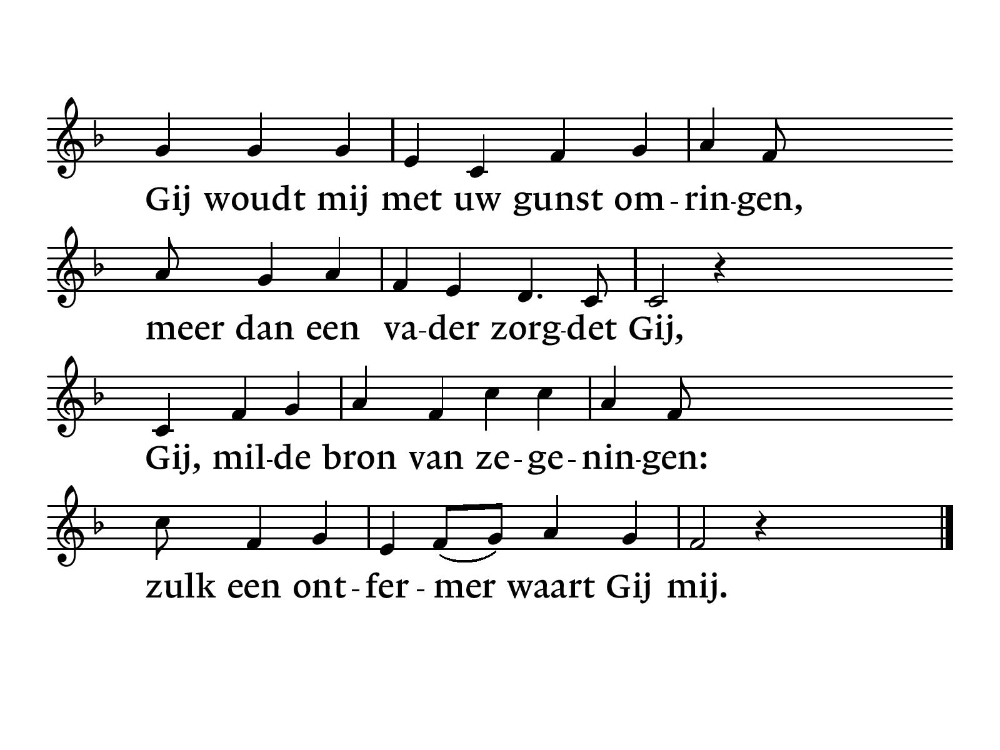 Gij woudt mij met uw gunst om-rin-gen,
meer dan een va-der zorg-det Gij,
Gij, mil-de bron van ze-ge-nin-gen:
zulk een ont-fer-mer waart Gij mij.